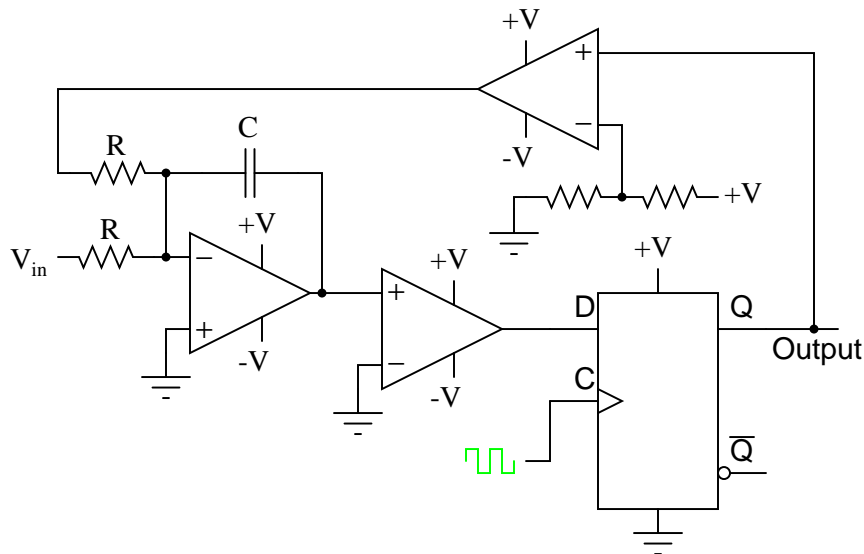 +V
+
−
-V
R
C
+V
R
V_in
+V
−
+
-V
+V
+
−
-V
+V
D
Q
C
Output
Q̅